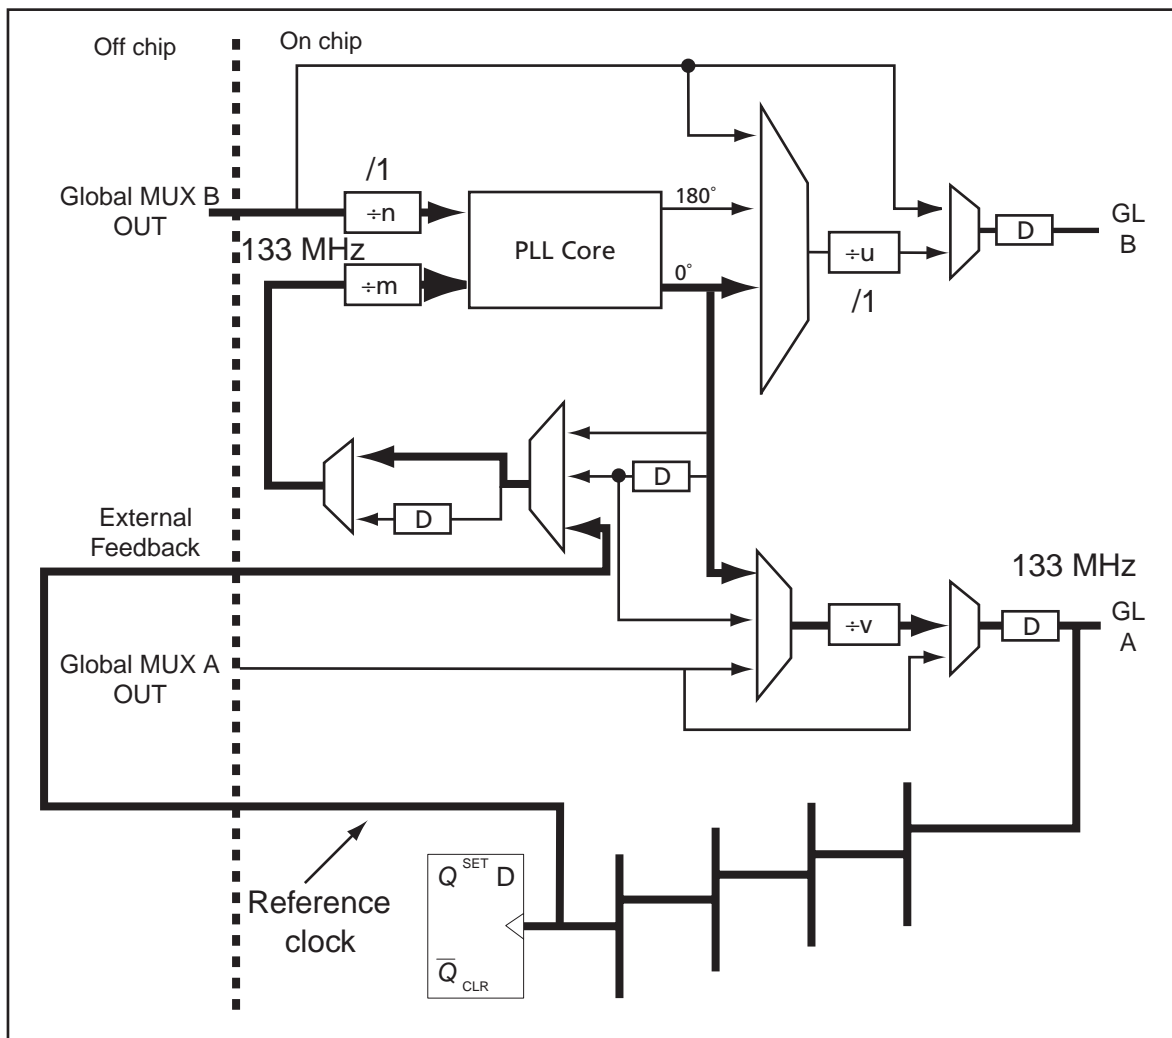 Off chip
On chip
Global MUX B
OUT
/1
÷n
133 MHz
÷m
PLL Core
180°
0°
÷u
/1
D
GL
B
D
D
External
Feedback
133 MHz
÷v
D
GL
A
Global MUX A
OUT
Reference
clock
Q SET D
Q̅ CLR